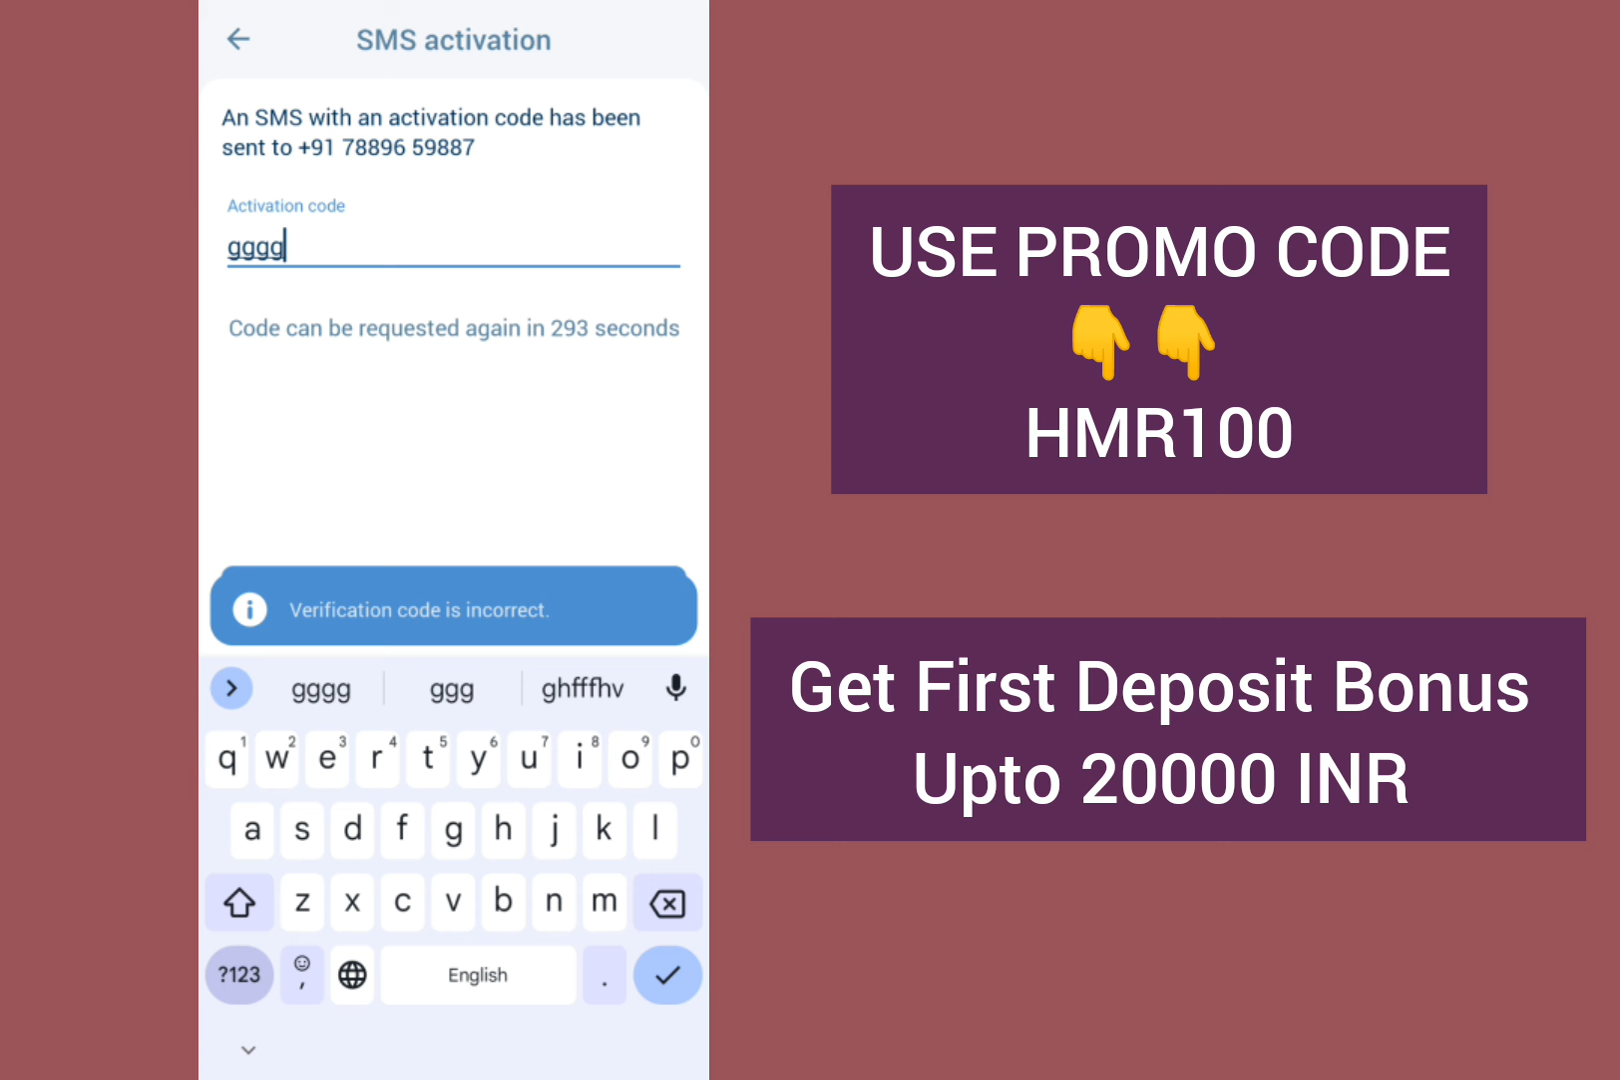 SMS activation
An SMS with an activation code has been
sent to +91 78896 59887
Activation code
gggg
Code can be requested again in 293 seconds
Verification code is incorrect.
gggg ggg ghfffhv
q1 w2 e3 r4 t5 y6 u7 i8 o9 p0
a s d f g h j k l
z x c v b n m
?123 , English .
USE PROMO CODE
👇👇
HMR100
Get First Deposit Bonus
Upto 20000 INR